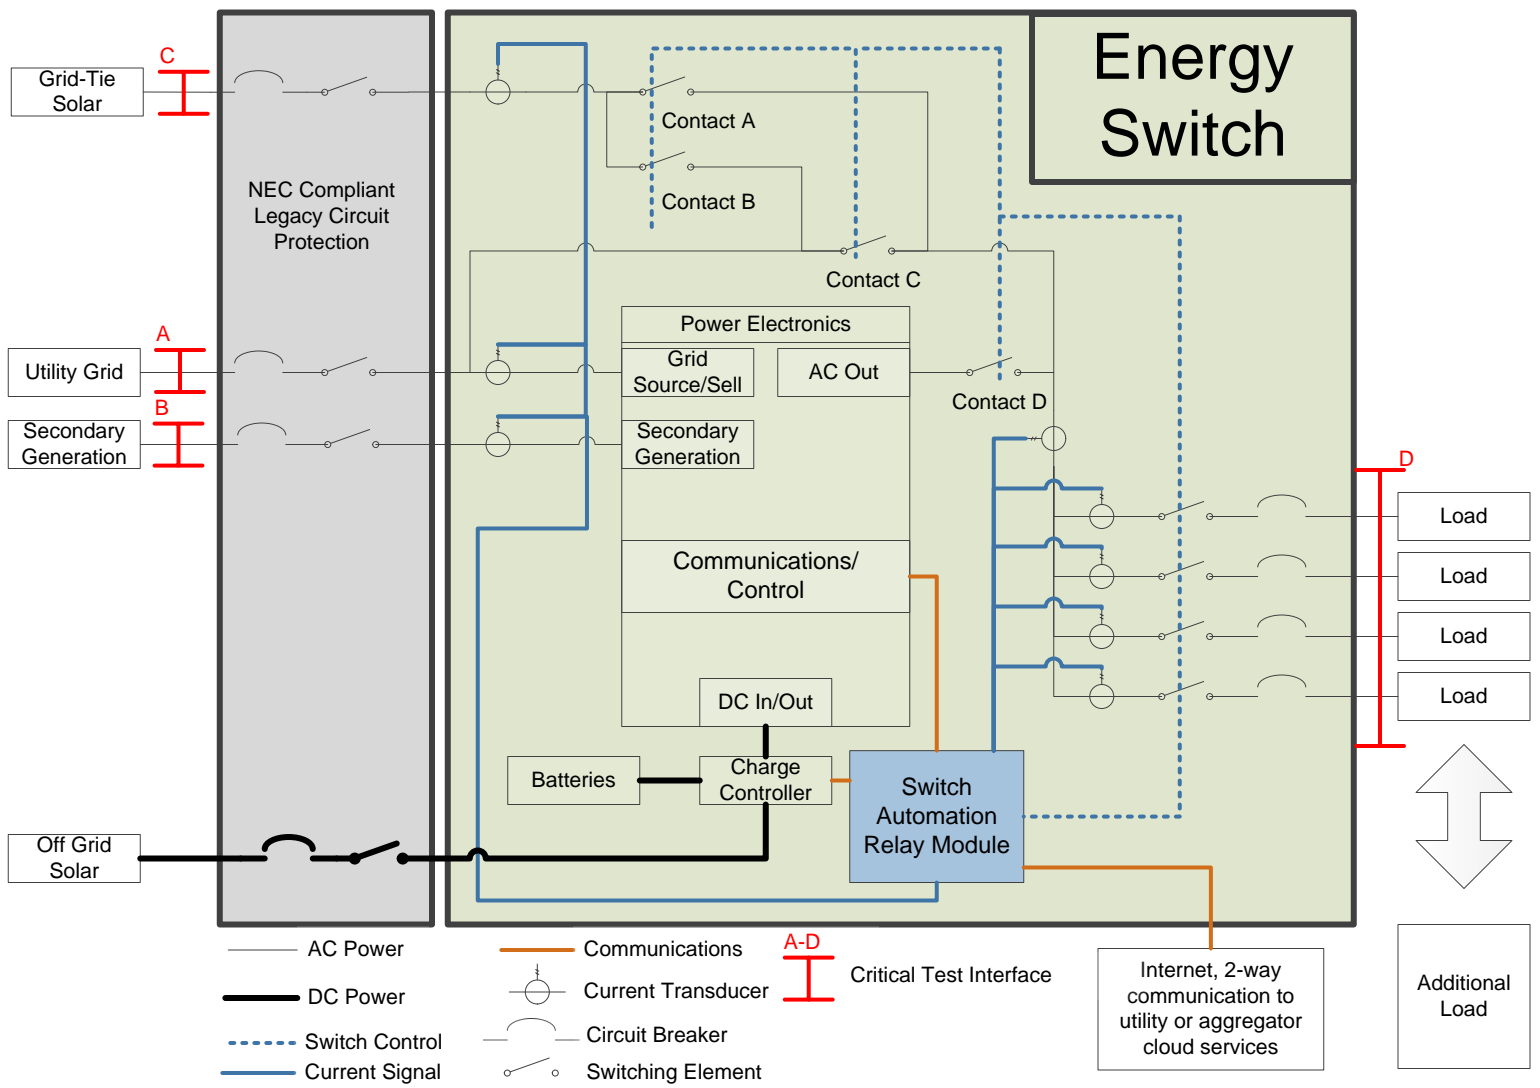 Energy
Switch
C
Grid-Tie
Solar
Contact A
NEC Compliant
Legacy Circuit
Protection
Contact B
Contact C
Power Electronics
A
Utility Grid
Grid
Source/Sell
AC Out
Contact D
B
Secondary
Generation
Secondary
Generation
D
Load
Load
Load
Load
Communications/
Control
DC In/Out
Batteries
Charge
Controller
Switch
Automation
Relay Module
Off Grid
Solar
AC Power
DC Power
Switch Control
Current Signal
Communications
Current Transducer
Circuit Breaker
Switching Element
A-D
Critical Test Interface
Internet, 2-way
communication to
utility or aggregator
cloud services
Additional
Load